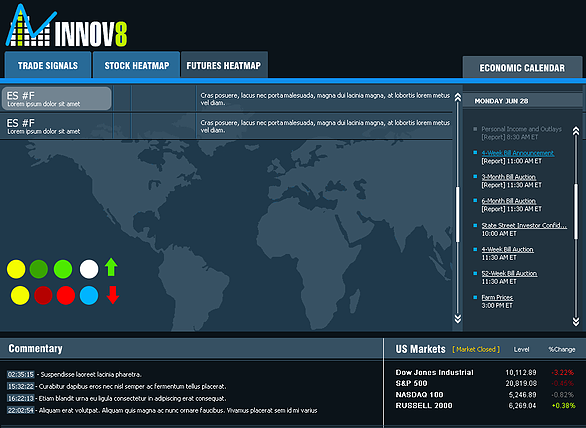 INNOV8
TRADE SIGNALS
STOCK HEATMAP
FUTURES HEATMAP
ECONOMIC CALENDAR
ES #F
Lorem ipsum dolor sit amet
Cras posuere, lacus nec porta malesuada, magna dui lacinia magna, at lobortis lorem metus
vel diam.
ES #F
Lorem ipsum dolor sit amet
Cras posuere, lacus nec porta malesuada, magna dui lacinia magna, at lobortis lorem metus
vel diam.
MONDAY JUN 28
Personal Income and Outlays
[Report] 8:30 AM ET
4-Week Bill Announcement
[Report] 11:00 AM ET
3-Month Bill Auction
[Report] 11:30 AM ET
6-Month Bill Auction
[Report] 11:30 AM ET
State Street Investor Confid...
10:00 AM ET
4-Week Bill Auction
11:30 AM ET
52-Week Bill Auction
11:30 AM ET
Farm Prices
3:00 PM ET
Commentary
02:35:15 - Suspendisse laoreet lacinia pharetra.
15:32:22 - Curabitur dapibus eros nec nisl semper ac fermentum tellus placerat.
16:22:13 - Etiam blandit urna eu ligula consectetur in adipiscing erat consequat.
22:02:54 - Aliquam erat volutpat. Aliquam quis magna ac nunc ornare faucibus. Vivamus placerat sem id mi varius
US Markets [ Market Closed ] Level %Change
Dow Jones Industrial 10,112.89 -3.22%
S&P 500 20,819.08
NASDAQ 100 5,246.89 -0.82%
RUSSELL 2000 6,269.04 +0.38%